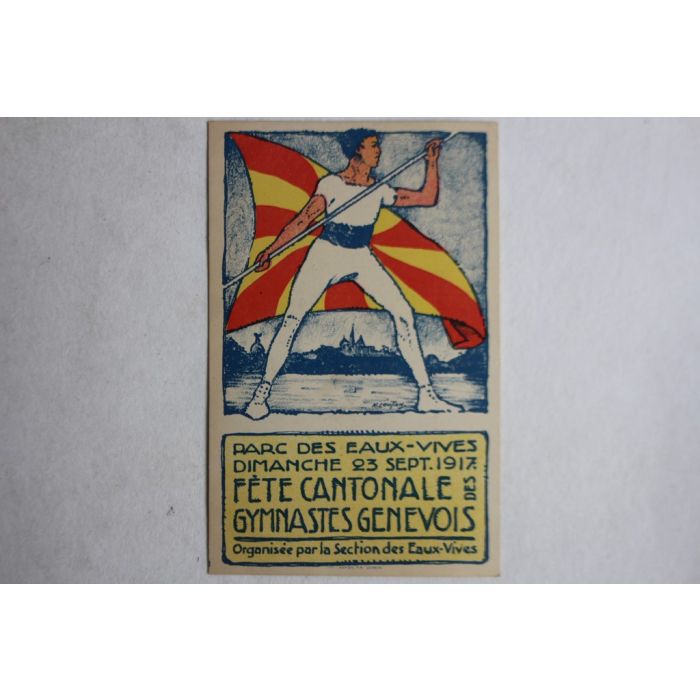 PARC DES EAUX-VIVES
DIMANCHE 23 SEPT. 1917.
FÊTE CANTONALE DES
GYMNASTES GENEVOIS
Organisée par la Section des Eaux-Vives